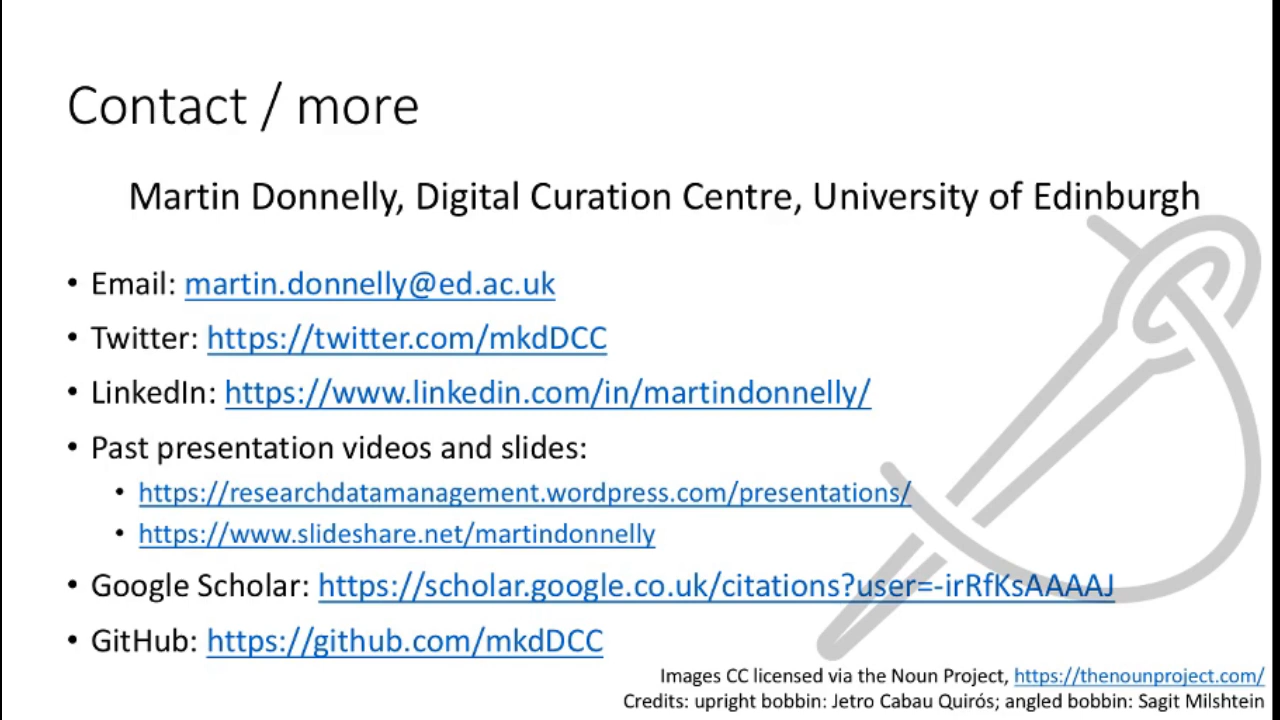 Contact / more
Martin Donnelly, Digital Curation Centre, University of Edinburgh
• Email: martin.donnelly@ed.ac.uk
• Twitter: https://twitter.com/mkdDCC
• LinkedIn: https://www.linkedin.com/in/martindonnelly/
• Past presentation videos and slides:
• https://researchdatamanagement.wordpress.com/presentations/
• https://www.slideshare.net/martindonnelly
• Google Scholar: https://scholar.google.co.uk/citations?user=-irRfKsAAAAJ
• GitHub: https://github.com/mkdDCC
Images CC licensed via the Noun Project, https://thenounproject.com/
Credits: upright bobbin: Jetro Cabau Quirós; angled bobbin: Sagit Milshtein